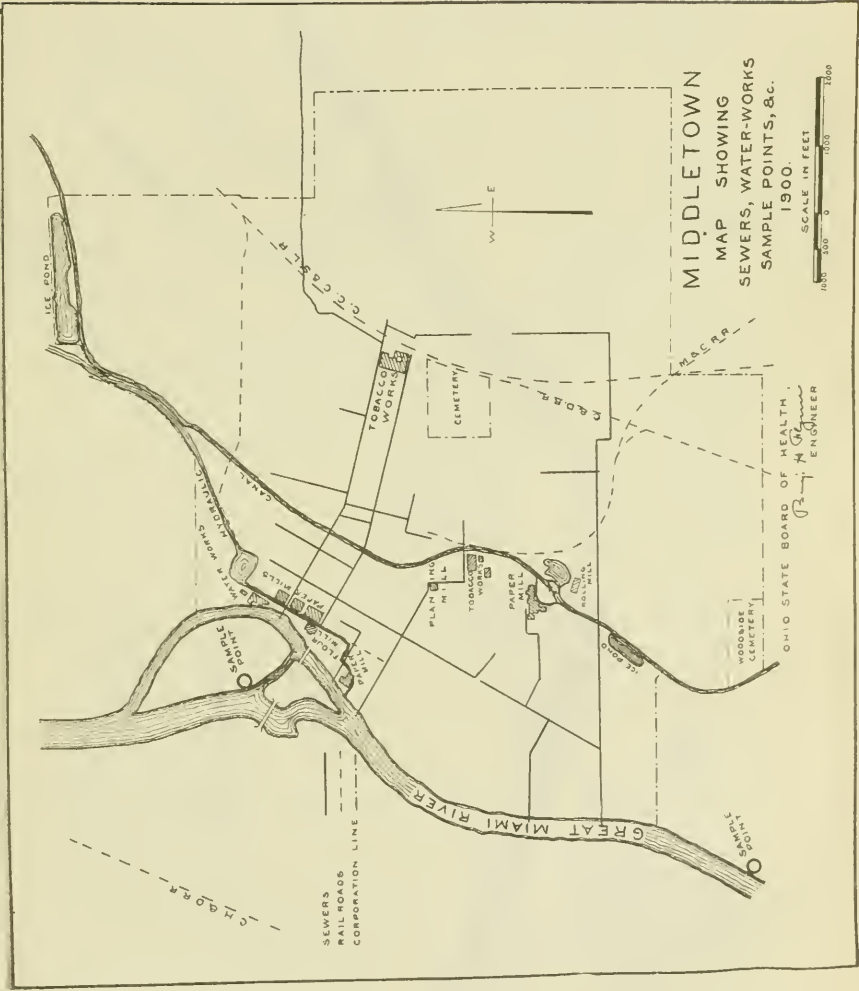 MIDDLETOWN
MAP SHOWING
SEWERS, WATER-WORKS
SAMPLE POINTS, &c.
1900.
SCALE IN FEET
1000 500 0 1000 2000
W E
OHIO STATE BOARD OF HEALTH.
ENGINEER
SEWERS
RAILROADS
CORPORATION LINE
ICE POND
HYDRAULIC
CANAL
WATER WORKS
PAPER MILLS
FLOUR
MILL
PAPER
MILL
SAMPLE
POINT
TOBACCO
WORKS
CEMETERY
PLANING
MILL
TOBACCO
WORKS
PAPER
MILL
ROLLING
MILL
ICE POND
WOODSIDE
CEMETERY
GREAT MIAMI RIVER
SAMPLE
POINT
C H & D R R
M & C R R